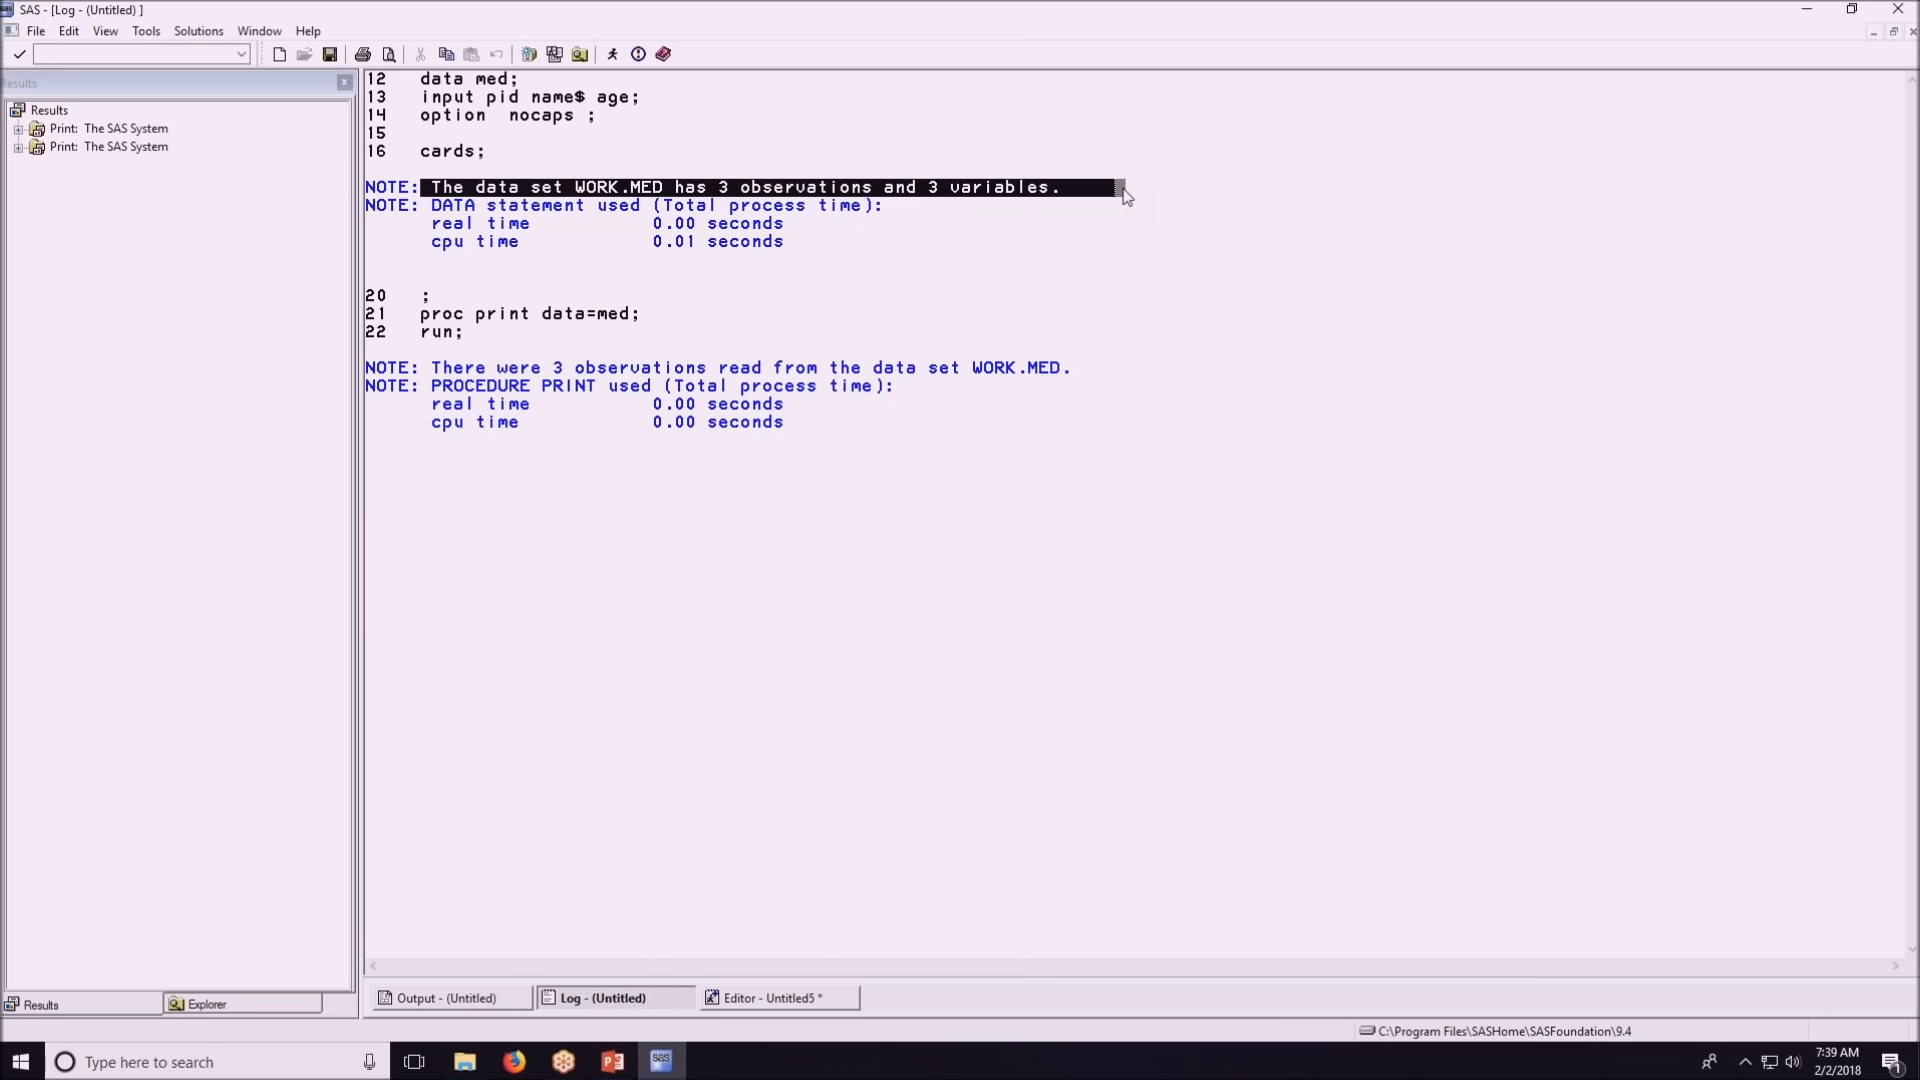 SAS - [Log - (Untitled) ]
File Edit View Tools Solutions Window Help
Results
Results
Print: The SAS System
Print: The SAS System
12 data med;
13 input pid name$ age;
14 option nocaps ;
15
16 cards;
NOTE: The data set WORK.MED has 3 observations and 3 variables.
NOTE: DATA statement used (Total process time):
real time 0.00 seconds
cpu time 0.01 seconds
20 ;
21 proc print data=med;
22 run;
NOTE: There were 3 observations read from the data set WORK.MED.
NOTE: PROCEDURE PRINT used (Total process time):
real time 0.00 seconds
cpu time 0.00 seconds
Results Explorer
Output - (Untitled) Log - (Untitled) Editor - Untitled5 *
C:\Program Files\SASHome\SASFoundation\9.4
Type here to search
sas
7:39 AM
2/2/2018
1